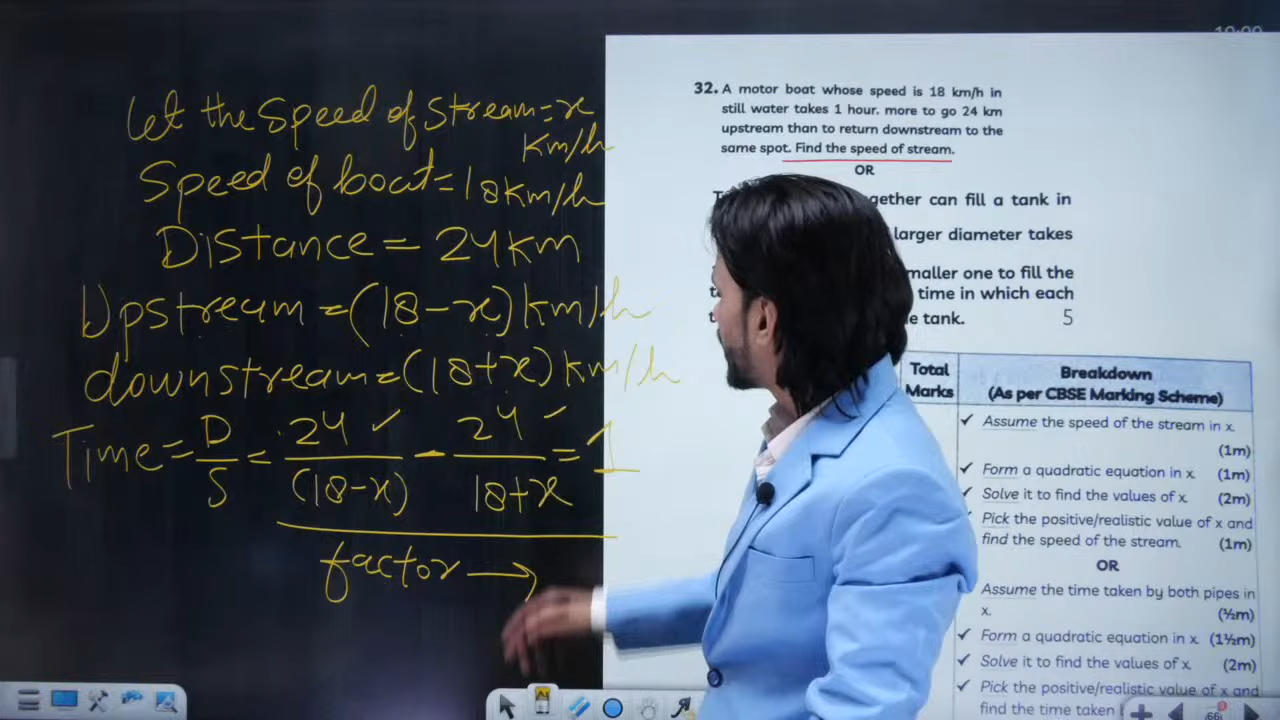 Let the Speed of Stream = x
Km/h
Speed of boat = 18 Km/h
Distance = 24 Km
Upstream = (18 - x) Km/h
downstream = (18 + x) Km/h
Time = D/S = 24/(18-x) - 24/18+x = 1
factor →
32. A motor boat whose speed is 18 km/h in
still water takes 1 hour. more to go 24 km
upstream than to return downstream to the
same spot. Find the speed of stream.
OR
gether can fill a tank in
larger diameter takes
maller one to fill the
time in which each
tank. 5
Total
Marks
Breakdown
(As per CBSE Marking Scheme)
✓ Assume the speed of the stream in x.
(1m)
✓ Form a quadratic equation in x. (1m)
✓ Solve it to find the values of x. (2m)
✓ Pick the positive/realistic value of x and
find the speed of the stream. (1m)
OR
Assume the time taken by both pipes in
x. (½m)
✓ Form a quadratic equation in x. (1½m)
✓ Solve it to find the values of x. (2m)
✓ Pick the positive/realistic value of x and
find the time taken
66